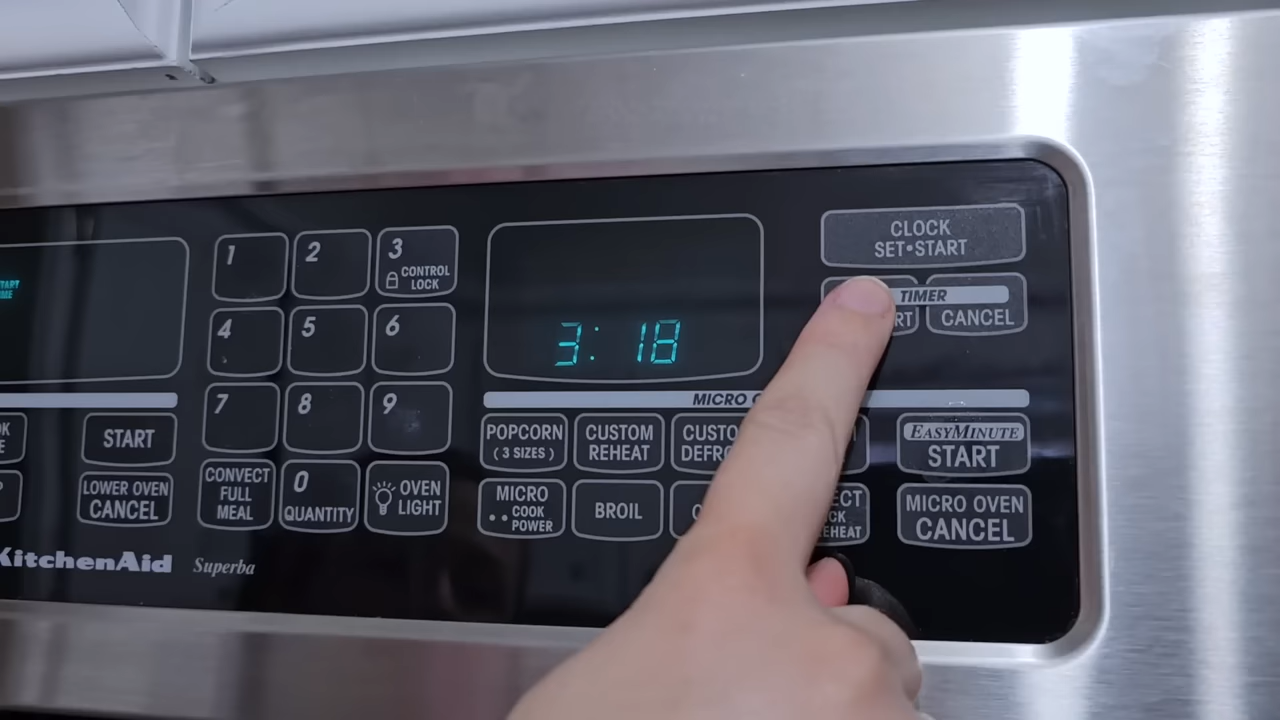 1
2
3
CONTROL
LOCK
4
5
6
7
8
9
CONVECT
FULL
MEAL
0
QUANTITY
OVEN
LIGHT
START
LOWER OVEN
CANCEL
KitchenAid
Superba
3:18
CLOCK
SET•START
TIMER
CANCEL
MICRO
POPCORN
( 3 SIZES )
CUSTOM
REHEAT
MICRO
COOK
POWER
BROIL
EASYMINUTE
START
MICRO OVEN
CANCEL